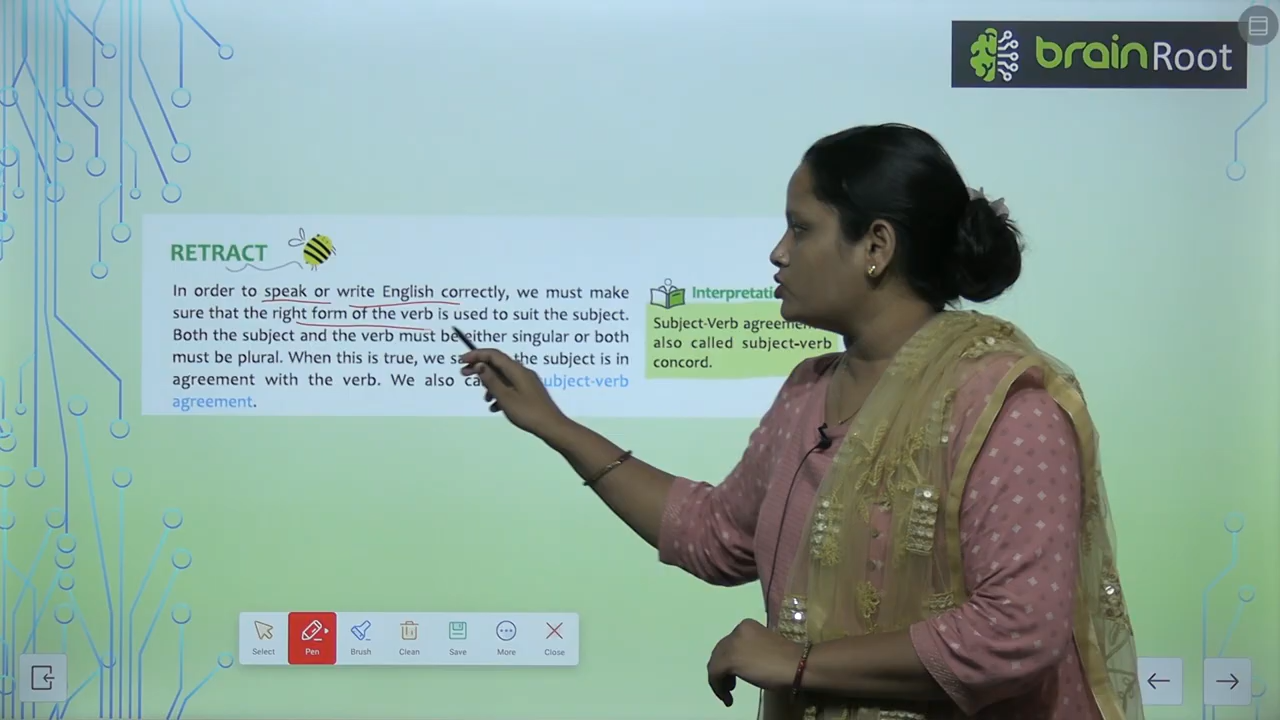 brainRoot
RETRACT
In order to speak or write English correctly, we must make
sure that the right form of the verb is used to suit the subject.
Both the subject and the verb must be either singular or both
must be plural. When this is true, we the subject is in
agreement with the verb. We also subject-verb
agreement.
Interpretati
Subject-Verb agreement
also called subject-verb
concord.
Select
Pen
Brush
Clean
Save
More
Close